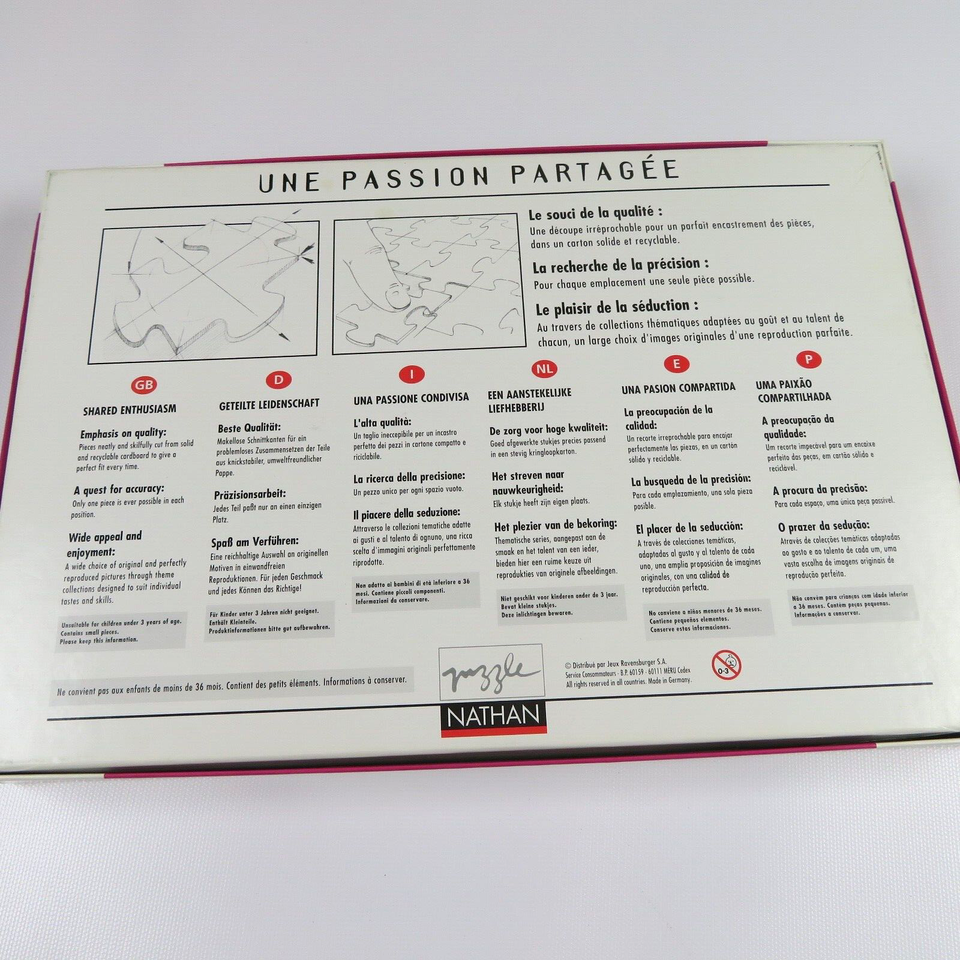 UNE PASSION PARTAGÉE
Le souci de la qualité :
Une découpe irréprochable pour un parfait encastrement des pièces,
dans un carton solide et recyclable.
La recherche de la précision :
Pour chaque emplacement une seule pièce possible.
Le plaisir de la séduction :
Au travers de collections thèmatiques adaptées au goût et au talent de
chacun, un large choix d'images originales d'une reproduction parfaite.
GB
SHARED ENTHUSIASM
Emphasis on quality:
Pieces neatly and skilfully cut from solid
and recyclable cardboard to give a
perfect fit every time.
A quest for accuracy:
Only one piece is ever possible in each
position.
Wide appeal and
enjoyment:
A wide choice of original and perfectly
reproduced pictures through theme
collections designed to suit individual
tastes and skills.
Unsuitable for children under 3 years of age.
Contains small pieces.
Please keep this information.
D
GETEILTE LEIDENSCHAFT
Beste Qualität:
Makellose Schnittkanten für ein
problemloses Zusammensetzen der Teile
aus knickstabiler, umweltfreundlicher
Pappe.
Präzisionsarbeit:
Jedes Teil paßt nur an einen einzigen
Platz.
Spaß am Verführen:
Eine reichhaltige Auswahl an originellen
Motiven in einwandfreien
Reproduktionen. Für jeden Geschmack
und jedes Können das Richtige!
Für Kinder unter 3 Jahren nicht geeignet.
Enthält Kleinteile.
Produktinformationen bitte gut aufbewahren.
I
UNA PASSIONE CONDIVISA
L'alta qualità:
Un taglio ineccepibile per un incastro
perfetto dei pezzi in cartone compatto e
riciclabile.
La ricerca della precisione:
Un pezzo unico per ogni spazio vuoto.
Il piacere della seduzione:
Attraverso le collezioni tematiche adatte
ai gusti e al talento di ognuno, una ricca
scelta d'immagini originali perfettamente
riprodotte.
Non adatto ai bambini di età inferiore a 36
mesi. Contiene piccoli componenti.
Informazioni da conservare.
NL
EEN AANSTEKELIJKE
LIEFHEBBERIJ
De zorg voor hoge kwaliteit:
Goed afgewerkte stukjes precies passend
in een stevig kringloopkarton.
Het streven naar
nauwkeurigheid:
Elk stukje heeft zijn eigen plaats.
Het plezier van de bekoring:
Thematische series, aangepast aan de
smaak en het talent van een ieder,
bieden hier een ruime keuze uit
reprodukties van originele afbeeldingen.
Niet geschikt voor kinderen onder de 3 jaar.
Bevat kleine stukjes.
Deze inlichtingen bewaren.
E
UNA PASION COMPARTIDA
La preocupación de la
calidad:
Un recorte irreprochable para encajar
perfectamente las piezas, en un cartón
sólido y reciclable.
La busqueda de la precisión:
Para cada emplazamiento, una sola pieza
posible.
El placer de la seducción:
A través de colecciones temáticas,
adaptadas al gusto y al talento de cada
uno, una amplia proporción de imagines
originales, con una calidad de
reproducción perfecta.
No conviene a niños menores de 36 meses.
Contiene pequeños elementos.
Conserve estas informaciones.
P
UMA PAIXÃO
COMPARTILHADA
A preocupação da
qualidade:
Um recorte impecável para um encaixe
perfeito das peças, em cartão sólido e
reciclável.
A procura da precisão:
Para cada espaço, uma única peça possível.
O prazer da sedução:
Através de colecções temáticas adaptadas
ao gosto e ao talento de cada um, uma
vasta escolha de imagens originais de
reprodução perfeita.
Não convém para crianças com idade inferior
a 36 meses. Contém peças pequenas.
Informações a conservar.
Ne convient pas aux enfants de moins de 36 mois. Contient des petits éléments. Informations à conserver.
puzzle
NATHAN
© Distribué par Jeux Ravensburger S.A.
Service Consommateurs - B.P. 60159 - 60111 MERU Cedex
All rights reserved in all countries. Made in Germany.
0-3